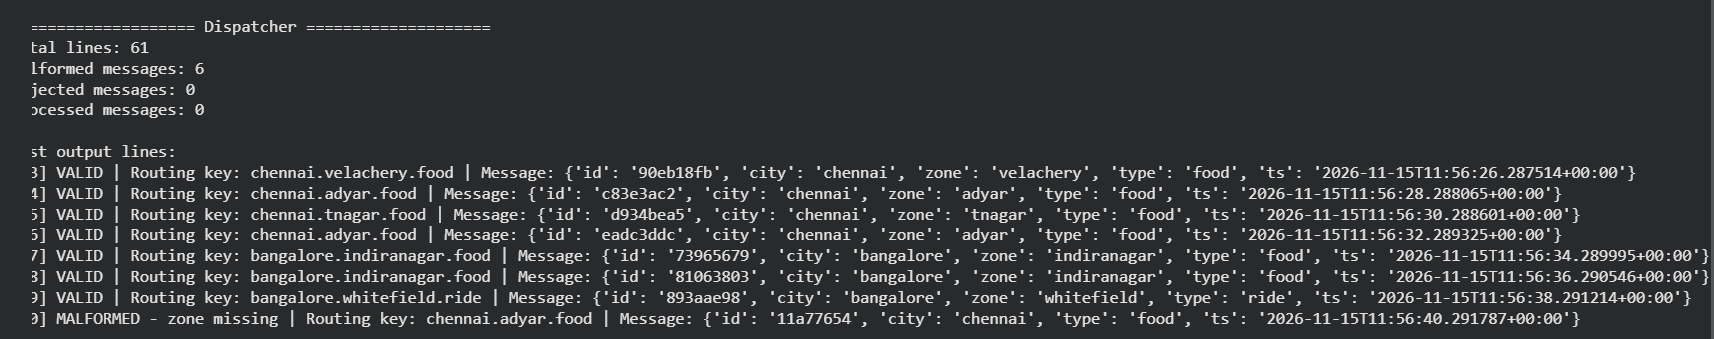 ================== Dispatcher ====================
tal lines: 61
lformed messages: 6
jected messages: 0
ocessed messages: 0
st output lines:
3] VALID | Routing key: chennai.velachery.food | Message: {'id': '90eb18fb', 'city': 'chennai', 'zone': 'velachery', 'type': 'food', 'ts': '2026-11-15T11:56:26.287514+00:00'}
4] VALID | Routing key: chennai.adyar.food | Message: {'id': 'c83e3ac2', 'city': 'chennai', 'zone': 'adyar', 'type': 'food', 'ts': '2026-11-15T11:56:28.288065+00:00'}
5] VALID | Routing key: chennai.tnagar.food | Message: {'id': 'd934bea5', 'city': 'chennai', 'zone': 'tnagar', 'type': 'food', 'ts': '2026-11-15T11:56:30.288601+00:00'}
6] VALID | Routing key: chennai.adyar.food | Message: {'id': 'eadc3ddc', 'city': 'chennai', 'zone': 'adyar', 'type': 'food', 'ts': '2026-11-15T11:56:32.289325+00:00'}
7] VALID | Routing key: bangalore.indiranagar.food | Message: {'id': '73965679', 'city': 'bangalore', 'zone': 'indiranagar', 'type': 'food', 'ts': '2026-11-15T11:56:34.289995+00:00'}
8] VALID | Routing key: bangalore.indiranagar.food | Message: {'id': '81063803', 'city': 'bangalore', 'zone': 'indiranagar', 'type': 'food', 'ts': '2026-11-15T11:56:36.290546+00:00'}
9] VALID | Routing key: bangalore.whitefield.ride | Message: {'id': '893aae98', 'city': 'bangalore', 'zone': 'whitefield', 'type': 'ride', 'ts': '2026-11-15T11:56:38.291214+00:00'}
0] MALFORMED - zone missing | Routing key: chennai.adyar.food | Message: {'id': '11a77654', 'city': 'chennai', 'type': 'food', 'ts': '2026-11-15T11:56:40.291787+00:00'}